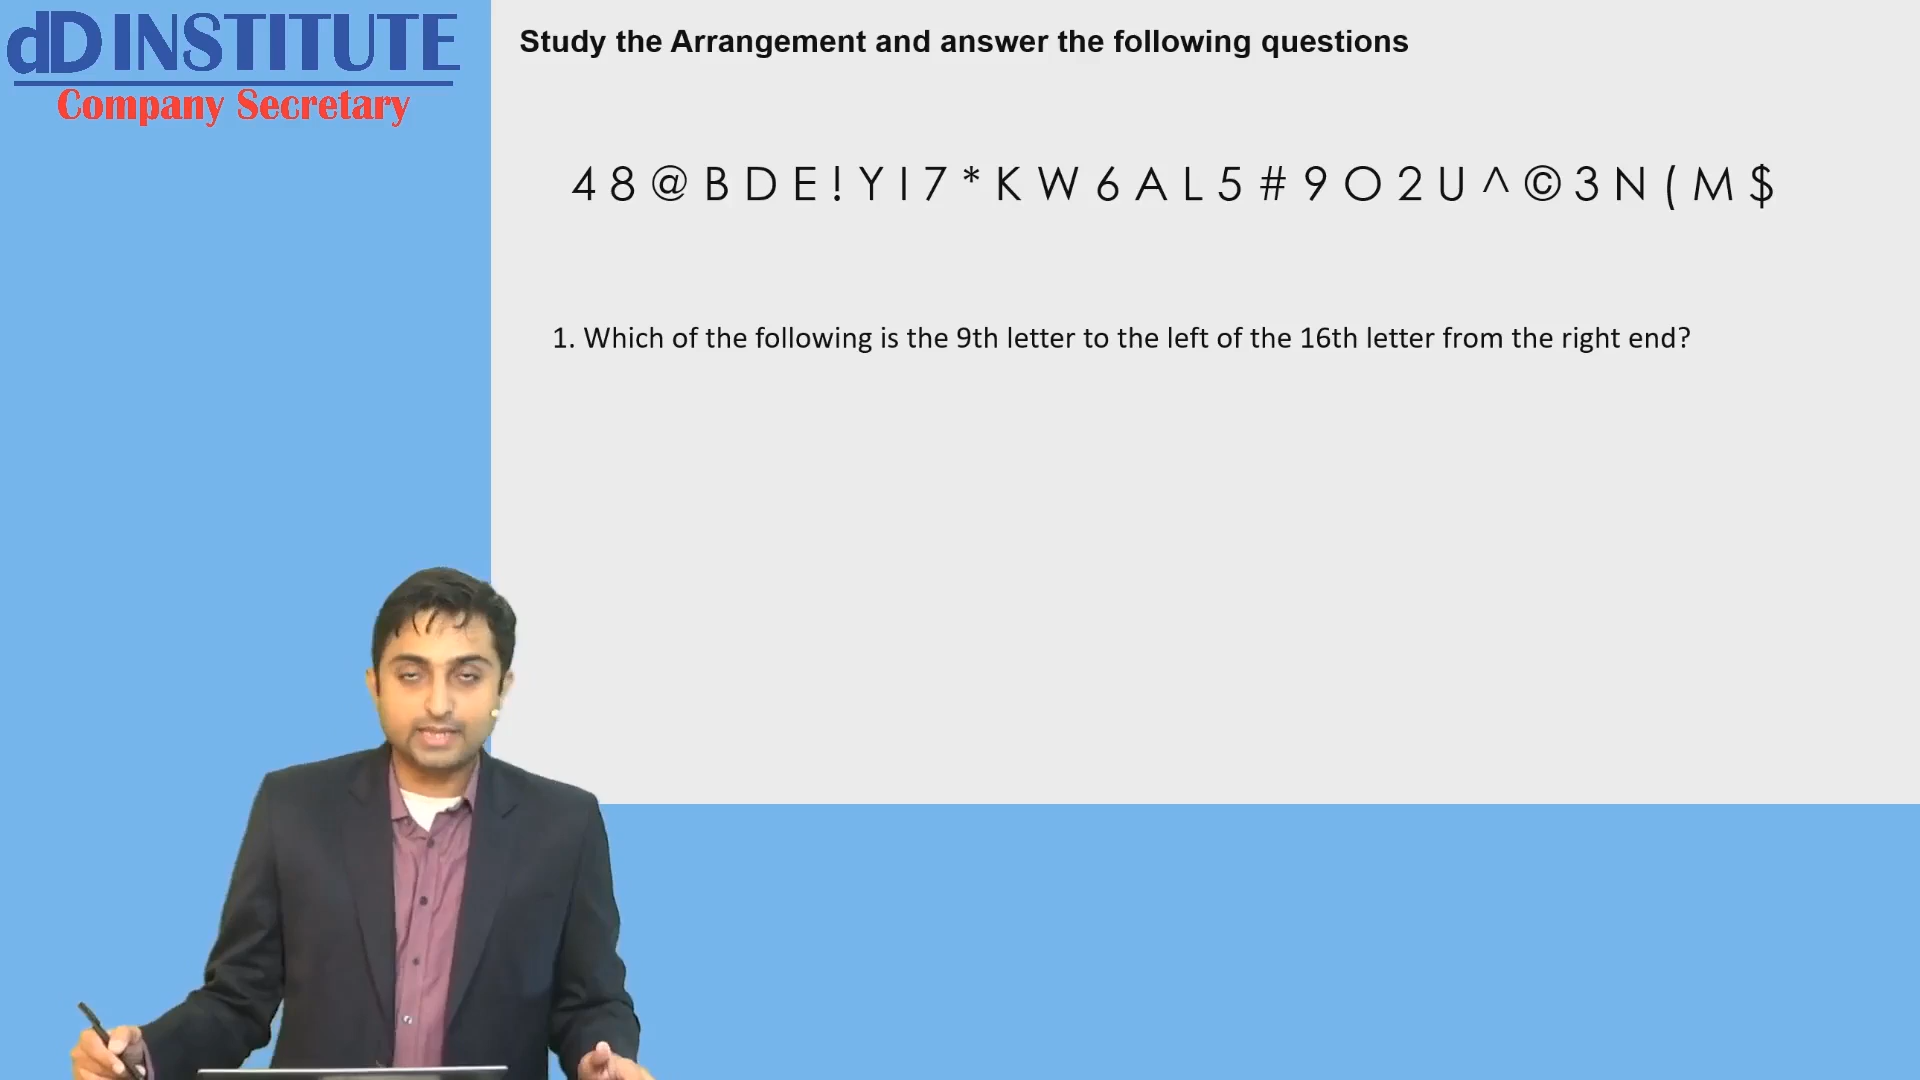 dD INSTITUTE
Company Secretary
Study the Arrangement and answer the following questions
4 8 @ B D E ! Y I 7 * K W 6 A L 5 # 9 O 2 U ^ © 3 N ( M $
1. Which of the following is the 9th letter to the left of the 16th letter from the right end?